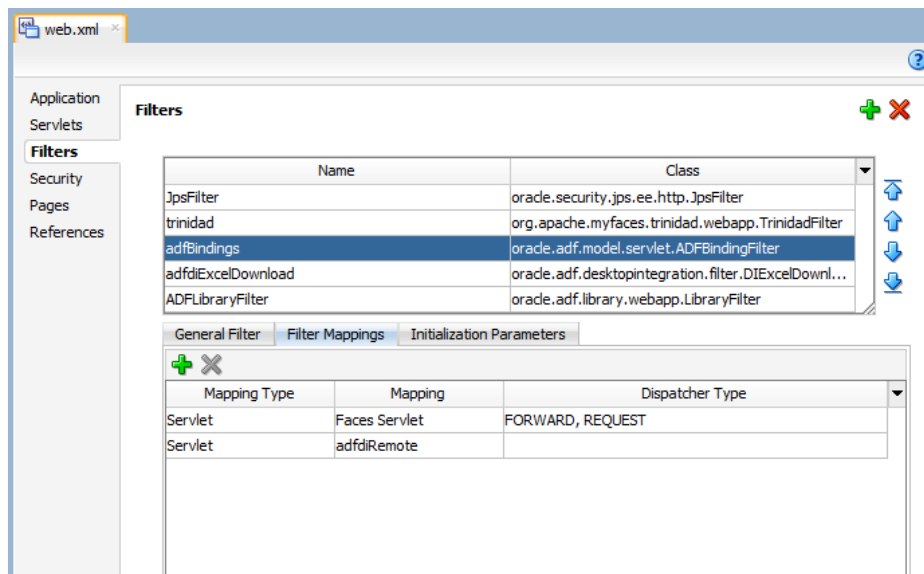 web.xml
Application
Servlets
Filters
Security
Pages
References
Filters
Name Class
JpsFilter oracle.security.jps.ee.http.JpsFilter
trinidad org.apache.myfaces.trinidad.webapp.TrinidadFilter
adfBindings oracle.adf.model.servlet.ADFBindingFilter
adfdiExcelDownload oracle.adf.desktopintegration.filter.DIExcelDownl...
ADFLibraryFilter oracle.adf.library.webapp.LibraryFilter
General Filter Filter Mappings Initialization Parameters
Mapping Type Mapping Dispatcher Type
Servlet Faces Servlet FORWARD, REQUEST
Servlet adfdiRemote